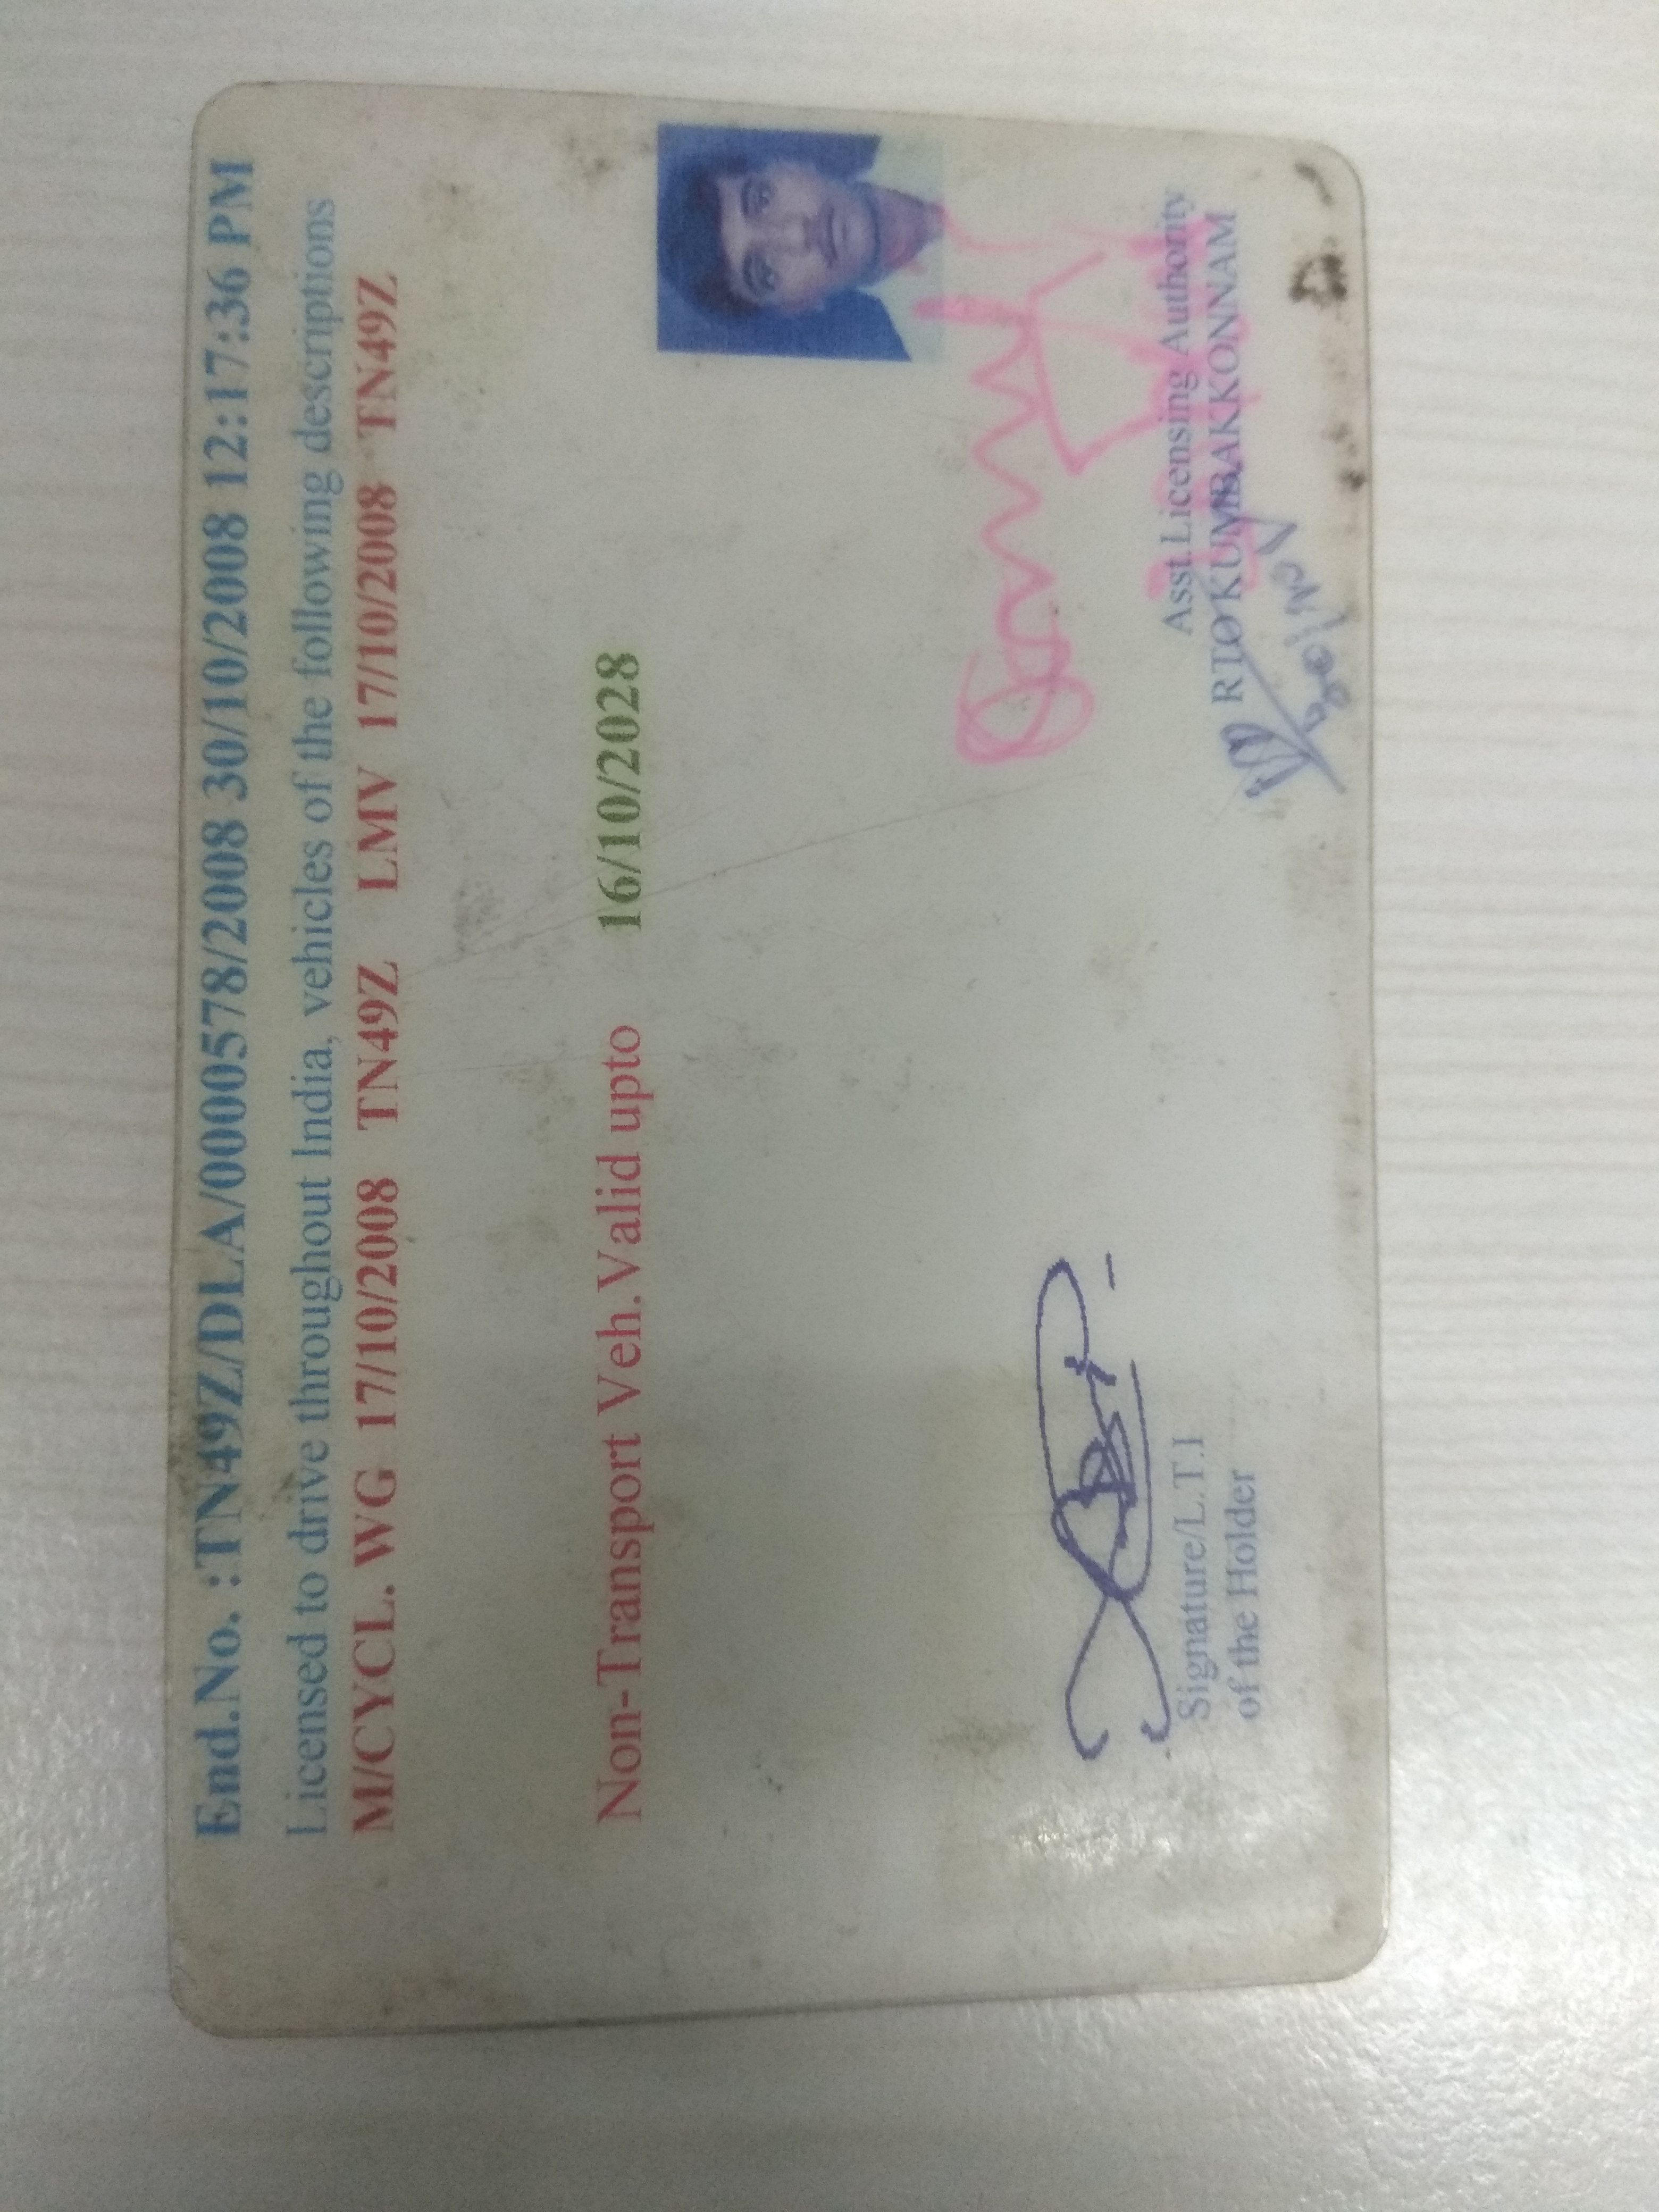 End.No. :TN49Z/DLA/0000578/2008 30/10/2008 12:17:36 PM
Licensed to drive throughout India, vehicles of the following descriptions
M/CYCL. WG 17/10/2008 TN49Z LMV 17/10/2008 TN49Z
Non-Transport Veh.Valid upto 16/10/2028
Signature/L.T.I
of the Holder
Asst.Licensing Authority
RTO KUMBAKKONNAM